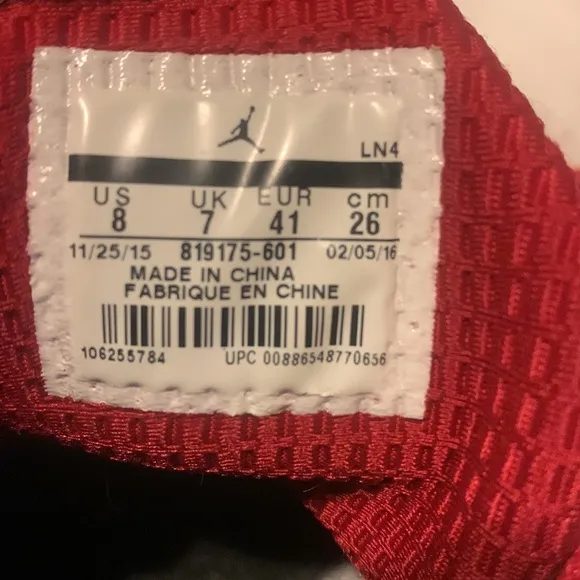 LN4
US UK EUR cm
8 7 41 26
11/25/15 819175-601 02/05/16
MADE IN CHINA
FABRIQUE EN CHINE
106255784 UPC 00886548770656